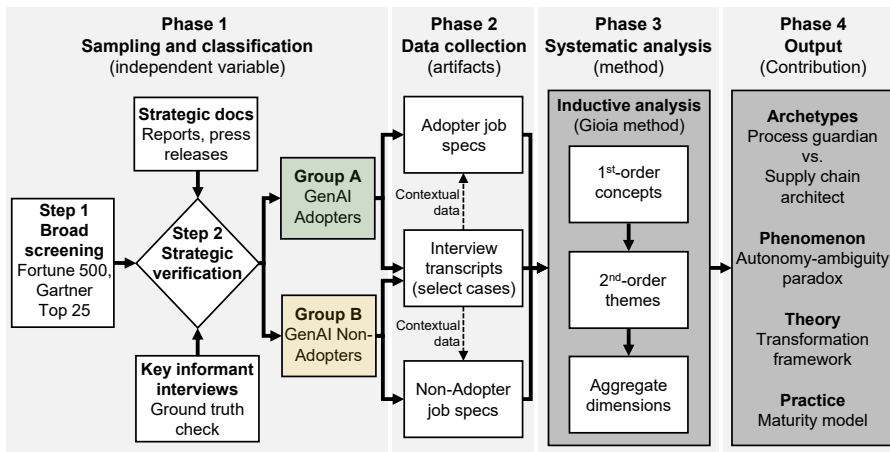 Phase 1
Sampling and classification
(independent variable)
Strategic docs
Reports, press
releases
Step 1
Broad
screening
Fortune 500,
Gartner
Top 25
Step 2
Strategic
verification
Key informant
interviews
Ground truth
check
Group A
GenAI
Adopters
Group B
GenAI Non-
Adopters
Phase 2
Data collection
(artifacts)
Adopter job
specs
Contextual
data
Interview
transcripts
(select cases)
Contextual
data
Non-Adopter
job specs
Phase 3
Systematic analysis
(method)
Inductive analysis
(Gioia method)
1st-order
concepts
2nd-order
themes
Aggregate
dimensions
Phase 4
Output
(Contribution)
Archetypes
Process guardian
vs.
Supply chain
architect
Phenomenon
Autonomy-ambiguity
paradox
Theory
Transformation
framework
Practice
Maturity model